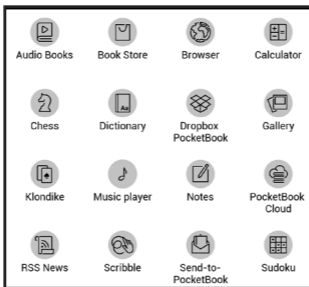 Audio Books
Book Store
Browser
Calculator
Chess
Aa
Dictionary
Dropbox
PocketBook
Gallery
Klondike
Music player
Notes
PocketBook
Cloud
RSS News
Scribble
Send-to-
PocketBook
Sudoku